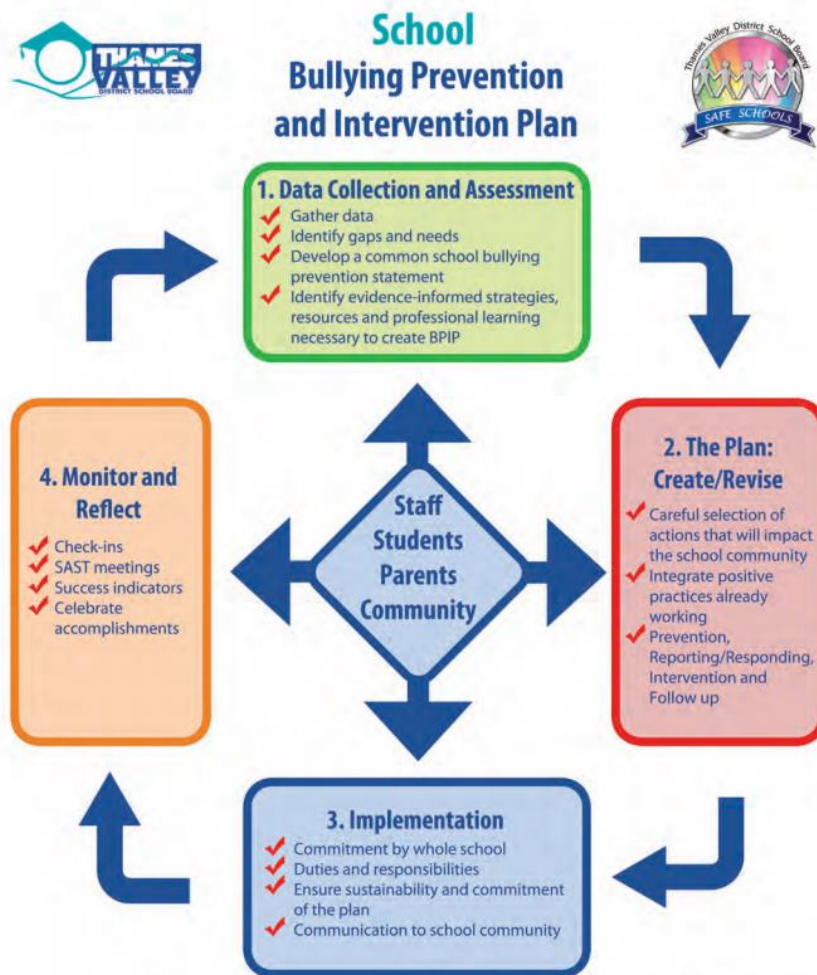 THAMES
VALLEY
DISTRICT SCHOOL BOARD
School
Bullying Prevention
and Intervention Plan
Thames Valley District School Board
SAFE SCHOOLS
1. Data Collection and Assessment
Gather data
Identify gaps and needs
Develop a common school bullying
prevention statement
Identify evidence-informed strategies,
resources and professional learning
necessary to create BPIP
4. Monitor and
Reflect
Check-ins
SAST meetings
Success indicators
Celebrate
accomplishments
Staff
Students
Parents
Community
2. The Plan:
Create/Revise
Careful selection of
actions that will impact
the school community
Integrate positive
practices already
working
Prevention,
Reporting/Responding,
Intervention and
Follow up
3. Implementation
Commitment by whole school
Duties and responsibilities
Ensure sustainability and commitment
of the plan
Communication to school community